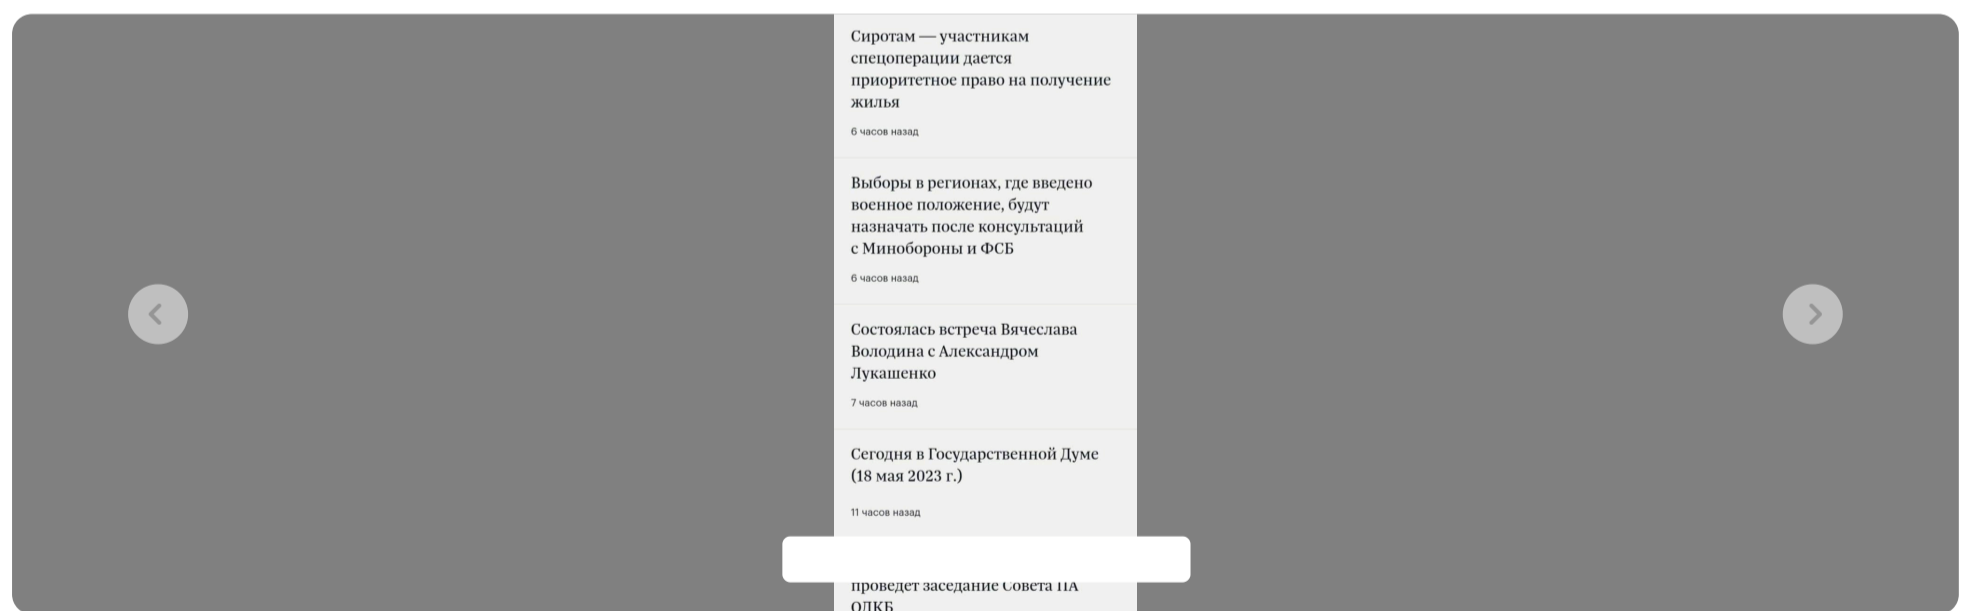 Сиротам — участникам
спецоперации дается
приоритетное право на получение
жилья
6 часов назад
Выборы в регионах, где введено
военное положение, будут
назначать после консультаций
с Минобороны и ФСБ
6 часов назад
Состоялась встреча Вячеслава
Володина с Александром
Лукашенко
7 часов назад
Сегодня в Государственной Думе
(18 мая 2023 г.)
11 часов назад
проведет заседание Совета ПА
ОДКБ